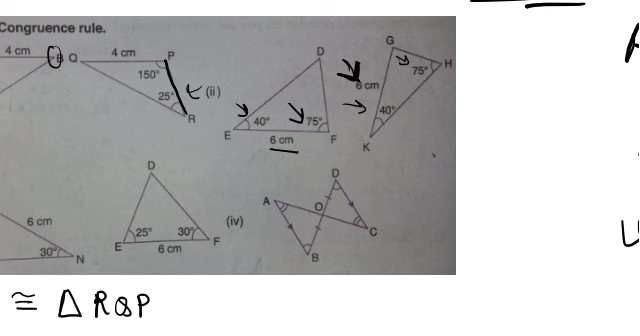 Congruence rule.
4 cm B Q 4 cm P
150°
25°
R
(ii)
D
E 40° 75° F
6 cm
G
H
75°
6 cm
40°
K
6 cm
30° N
D
E 25° 30° F
6 cm
(iv)
A
D
O
C
B
≅ Δ RQP